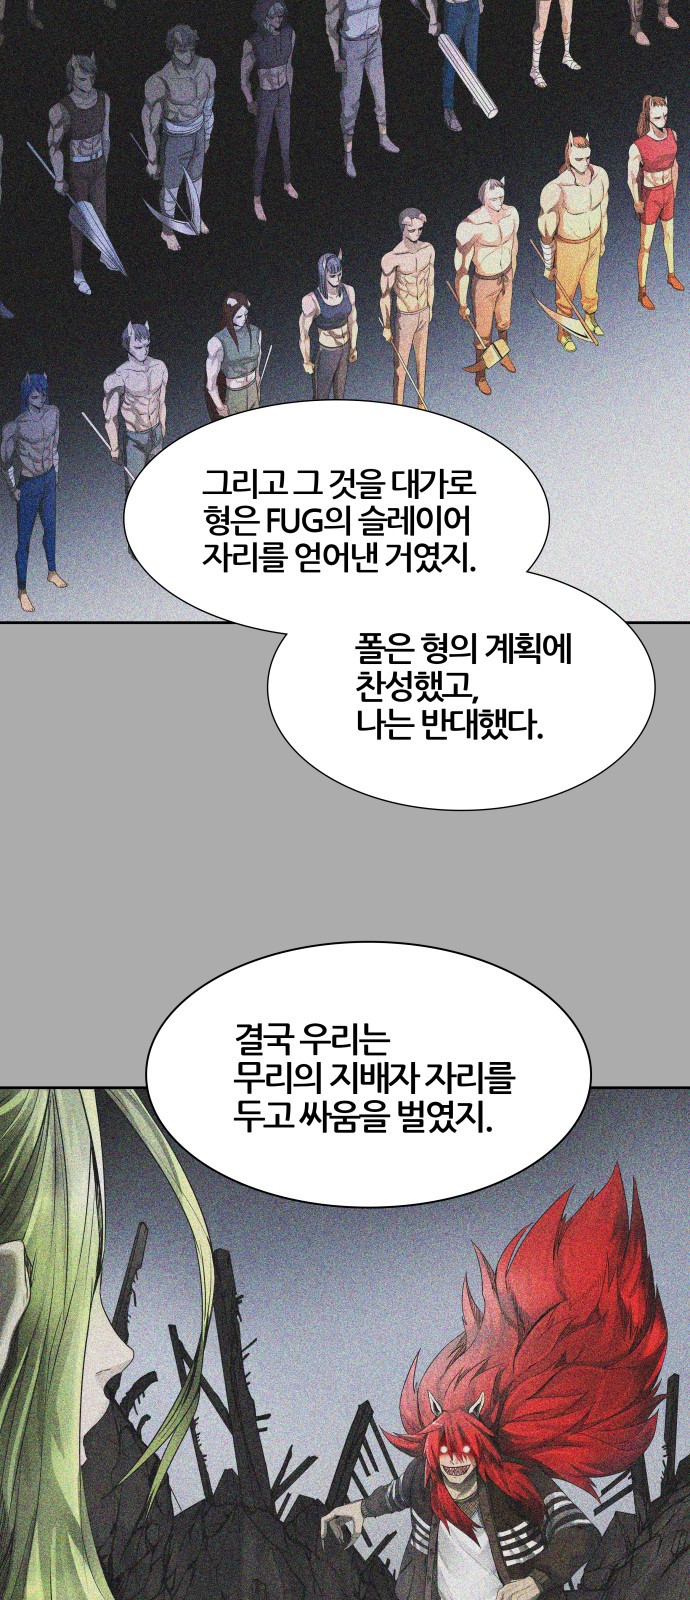 그리고 그 것을 대가로
형은 FUG의 슬레이어
자리를 얻어낸 거였지.
폴은 형의 계획에
찬성했고,
나는 반대했다.
결국 우리는
무리의 지배자 자리를
두고 싸움을 벌였지.